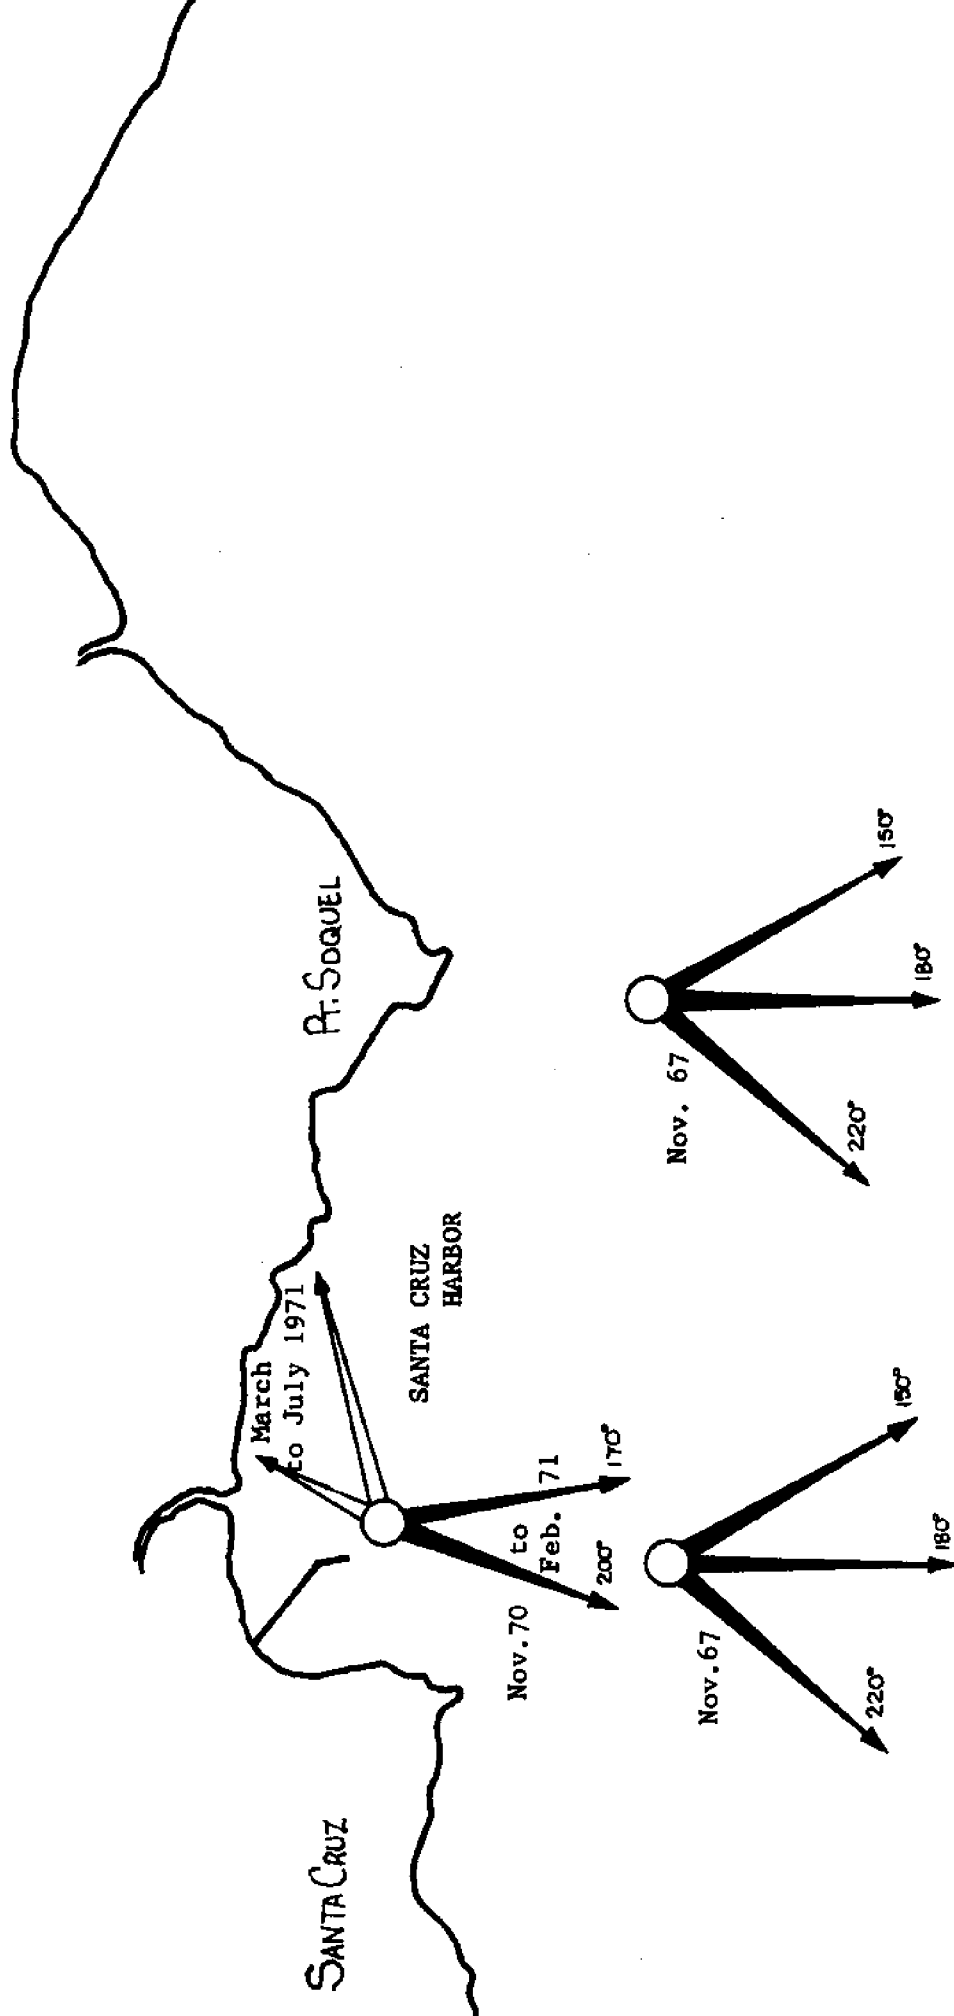 SANTA CRUZ
Pt. SOQUEL
March
to July 1971
SANTA CRUZ
HARBOR
Nov.70
to
Feb. 71
200°
170°
Nov.67
220°
180°
150°
Nov. 67
220°
180°
150°